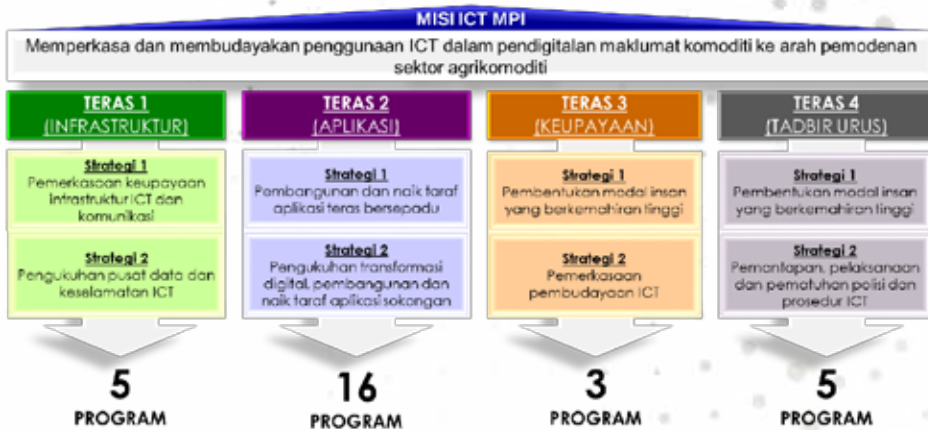 MISI ICT MPI
Memperkasa dan membudayakan penggunaan ICT dalam pendigitalan maklumat komoditi ke arah pemodenan
sektor agrikomoditi
TERAS 1
(INFRASTRUKTUR)
Strategi 1
Pemerkasaan keupayaan
infrastruktur ICT dan
komunikasi
Strategi 2
Pengukuhan pusat data dan
keselamatan ICT
5
PROGRAM
TERAS 2
(APLIKASI)
Strategi 1
Pembangunan dan naik taraf
aplikasi teras bersepadu
Strategi 2
Pengukuhan transformasi
digital, pembangunan dan
naik taraf aplikasi sokongan
16
PROGRAM
TERAS 3
(KEUPAYAAN)
Strategi 1
Pembentukan modal insan
yang berkemahiran tinggi
Strategi 2
Pemerkasaan
pembudayaan ICT
3
PROGRAM
TERAS 4
(TADBIR URUS)
Strategi 1
Pembentukan modal insan
yang berkemahiran tinggi
Strategi 2
Pemantapan, pelaksanaan
dan pematuhan polisi dan
prosedur ICT
5
PROGRAM